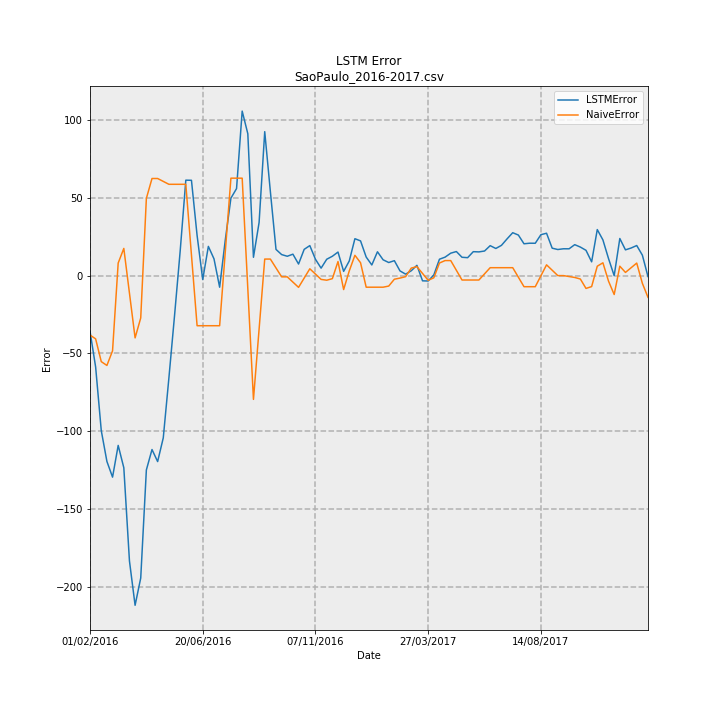 LSTM Error
SaoPaulo_2016-2017.csv
LSTMError
NaiveError
100
50
0
−50
−100
−150
−200
Error
01/02/2016 20/06/2016 07/11/2016 27/03/2017 14/08/2017
Date